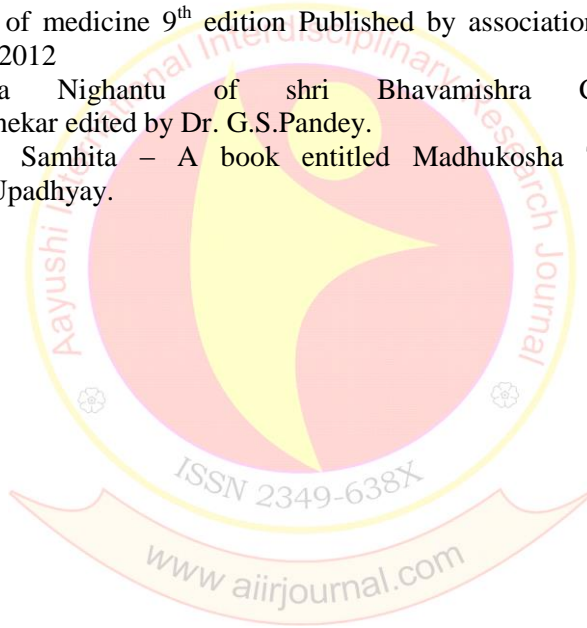 of medicine 9th edition Published by association
2012
a Nighantu of shri Bhavamishra
hekar edited by Dr. G.S.Pandey.
Samhita – A book entitled Madhukosha
Upadhyay.
Aayushi International Interdisciplinary Research Journal
ISSN 2349-638X
www aiirjournal.com